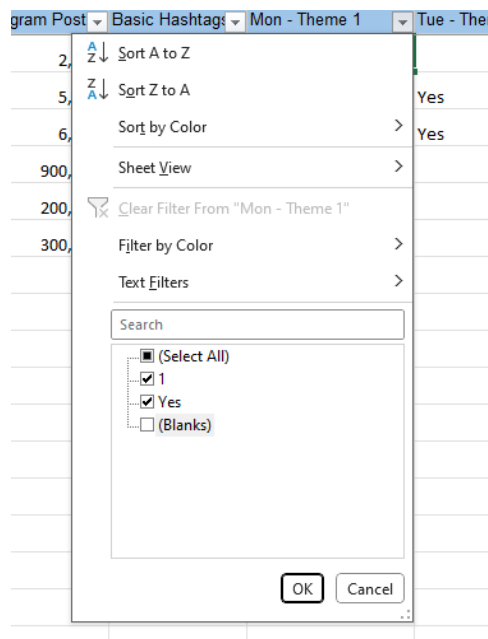 gram Post Basic Hashtags Mon - Theme 1 Tue - The
Sort A to Z
2,
Sort Z to A
5,
Yes
Sort by Color
6,
Yes
Sheet View
900,
Clear Filter From "Mon - Theme 1"
200,
Filter by Color
300,
Text Filters
Search
(Select All)
1
Yes
(Blanks)
OK Cancel